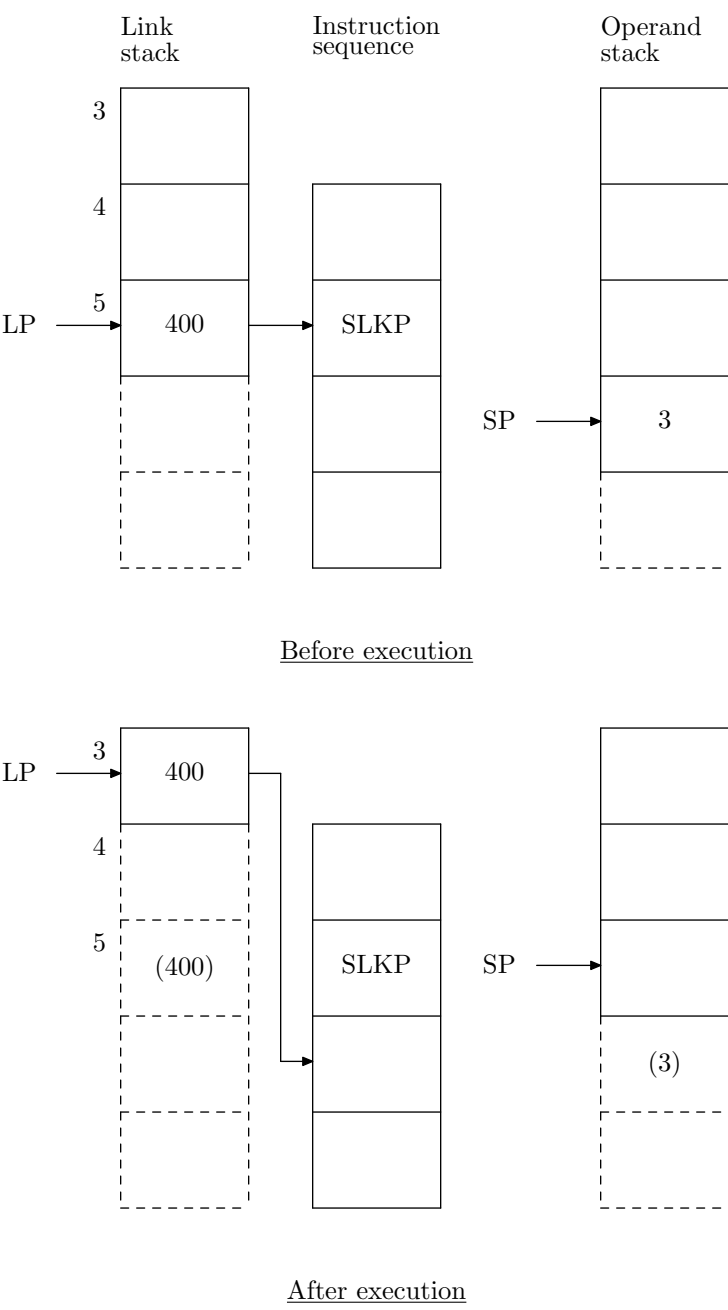 Link Instruction Operand
stack sequence stack
3
4
5
LP 400 SLKP
SP 3
Before execution
3
LP 400
4
5
(400) SLKP SP
(3)
After execution